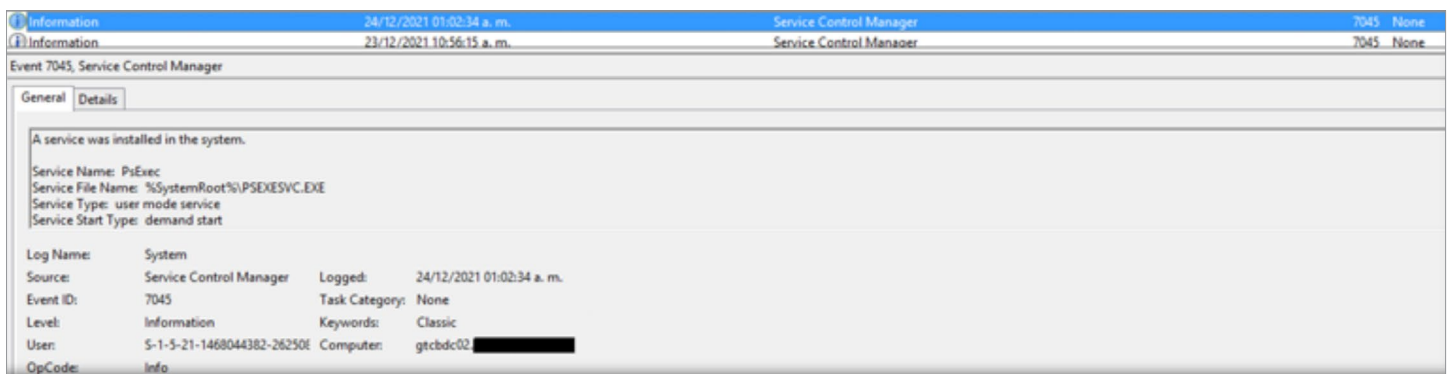 Information 24/12/2021 01:02:34 a. m. Service Control Manager 7045 None
Information 23/12/2021 10:56:15 a. m. Service Control Manager 7045 None
Event 7045, Service Control Manager
General Details
A service was installed in the system.
Service Name: PsExec
Service File Name: %SystemRoot%\PSEXESVC.EXE
Service Type: user mode service
Service Start Type: demand start
Log Name: System
Source: Service Control Manager Logged: 24/12/2021 01:02:34 a. m.
Event ID: 7045 Task Category: None
Level: Information Keywords: Classic
User: S-1-5-21-1468044382-26250 Computer: gtcbdc02.
OpCode: Info